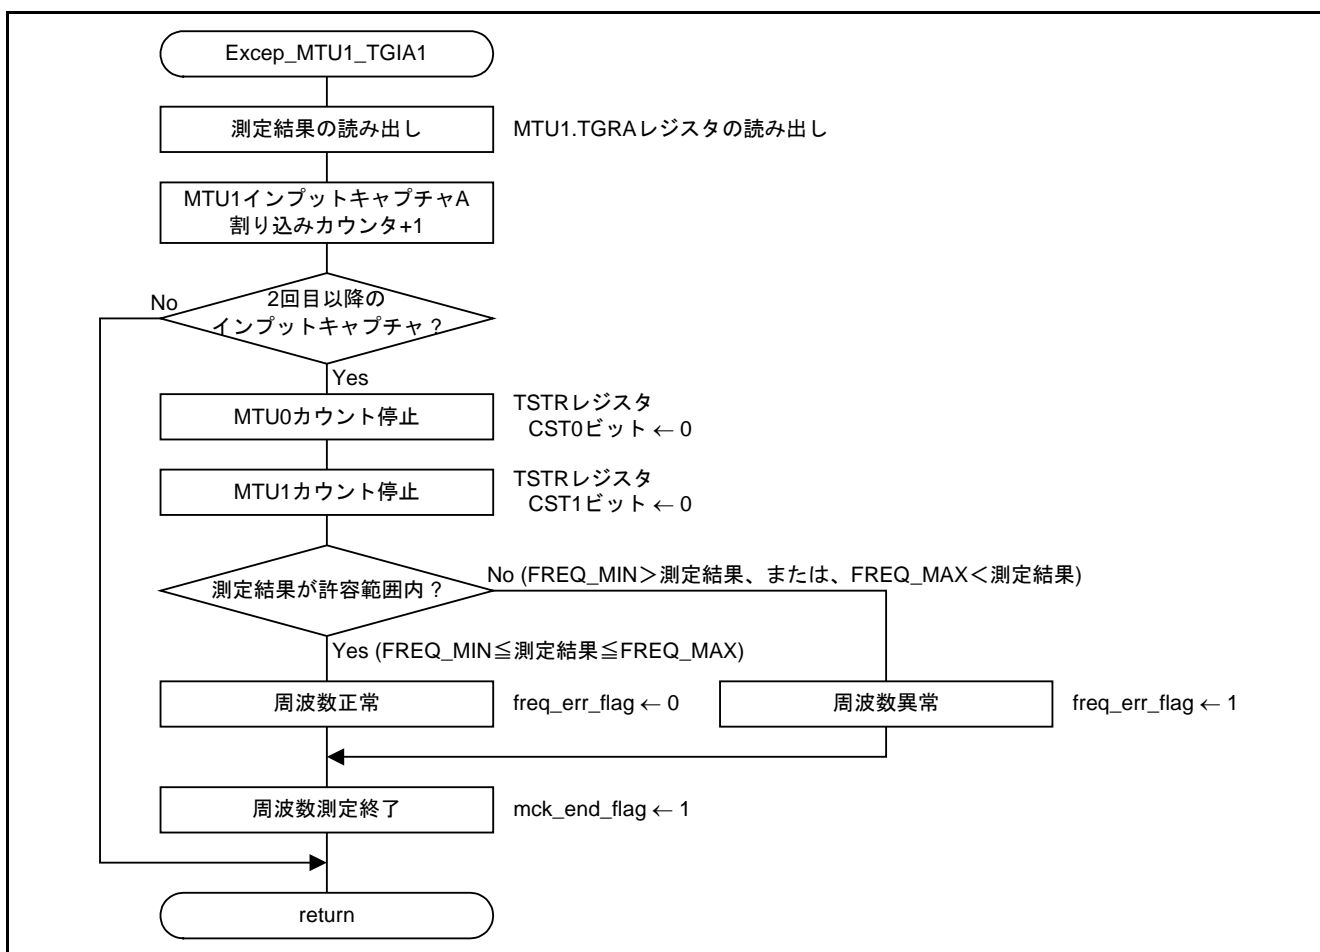 Excep_MTU1_TGIA1
測定結果の読み出し
MTU1.TGRAレジスタの読み出し
MTU1インプットキャプチャA
割り込みカウンタ+1
2回目以降の
インプットキャプチャ?
No
Yes
MTU0カウント停止
TSTRレジスタ
CST0ビット ← 0
MTU1カウント停止
TSTRレジスタ
CST1ビット ← 0
測定結果が許容範囲内?
No (FREQ_MIN>測定結果、または、FREQ_MAX<測定結果)
Yes (FREQ_MIN≦測定結果≦FREQ_MAX)
周波数正常
freq_err_flag ← 0
周波数異常
freq_err_flag ← 1
周波数測定終了
mck_end_flag ← 1
return